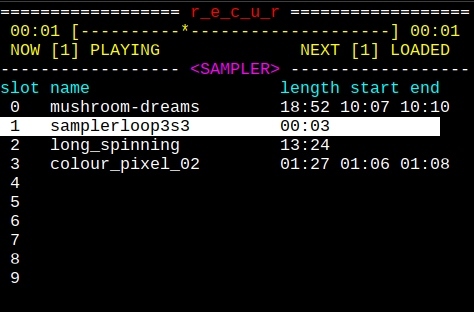 ================== r_e_c_u_r ==================
00:01 [----------*--------------------] 00:01
NOW [1] PLAYING NEXT [1] LOADED
------------------ <SAMPLER> ------------------
slot name length start end
0 mushroom-dreams 18:52 10:07 10:10
1 samplerloop3s3 00:03
2 long_spinning 13:24
3 colour_pixel_02 01:27 01:06 01:08
4
5
6
7
8
9